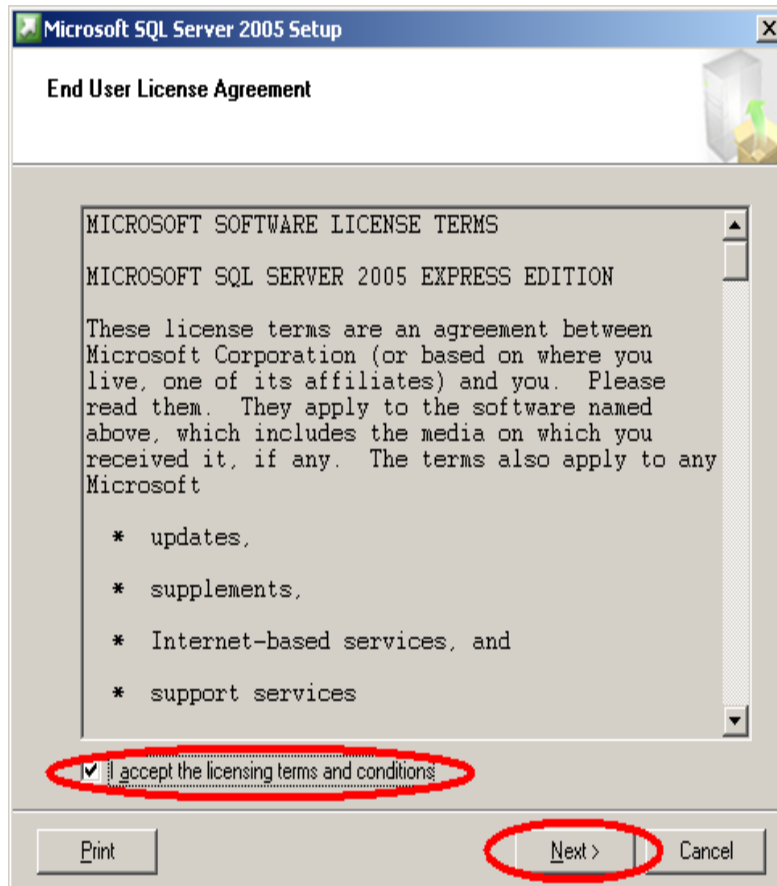 Microsoft SQL Server 2005 Setup
End User License Agreement
MICROSOFT SOFTWARE LICENSE TERMS
MICROSOFT SQL SERVER 2005 EXPRESS EDITION
These license terms are an agreement between
Microsoft Corporation (or based on where you
live, one of its affiliates) and you.  Please
read them.  They apply to the software named
above, which includes the media on which you
received it, if any.  The terms also apply to any
Microsoft
* updates,
* supplements,
* Internet-based services, and
* support services
I accept the licensing terms and conditions
Print
Next >
Cancel